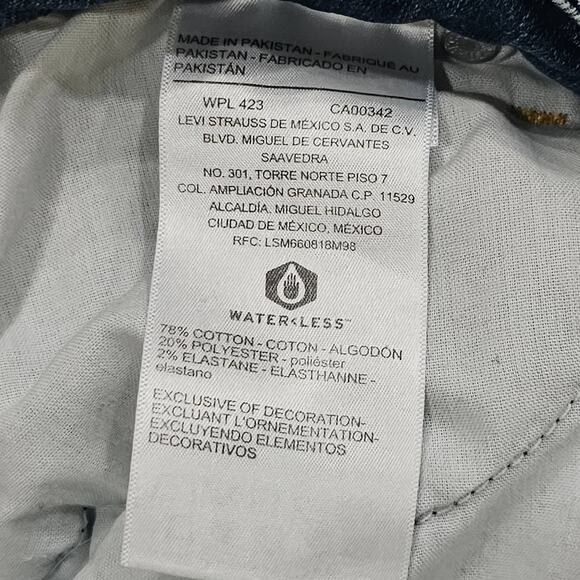 MADE IN PAKISTAN - FABRIQUÉ AU
PAKISTAN - FABRICADO EN
PAKISTÁN
WPL 423 CA00342
LEVI STRAUSS DE MÉXICO S.A. DE C.V.
BLVD. MIGUEL DE CERVANTES
SAAVEDRA
NO. 301, TORRE NORTE PISO 7
COL. AMPLIACIÓN GRANADA C.P. 11529
ALCALDÍA. MIGUEL HIDALGO
CIUDAD DE MÉXICO, MÉXICO
RFC: LSM660818M98
WATER<LESS™
78% COTTON - COTON - ALGODÓN
20% POLYESTER - poliéster
2% ELASTANE - ELASTHANNE -
elastano
EXCLUSIVE OF DECORATION-
EXCLUANT L'ORNEMENTATION-
EXCLUYENDO ELEMENTOS
DECORATIVOS